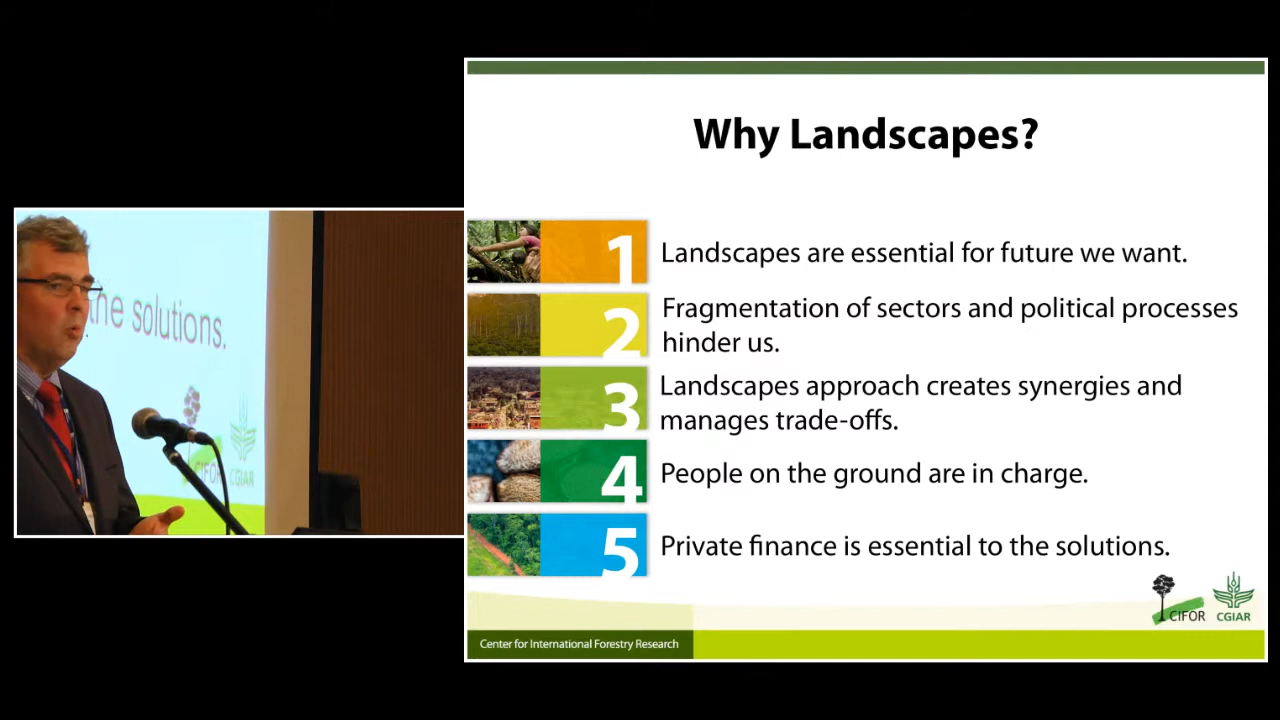 Why Landscapes?
1
Landscapes are essential for future we want.
2
Fragmentation of sectors and political processes
hinder us.
3
Landscapes approach creates synergies and
manages trade-offs.
4
People on the ground are in charge.
5
Private finance is essential to the solutions.
CIFOR
CGIAR
Center for International Forestry Research
the solutions.
CIFOR
CGIAR